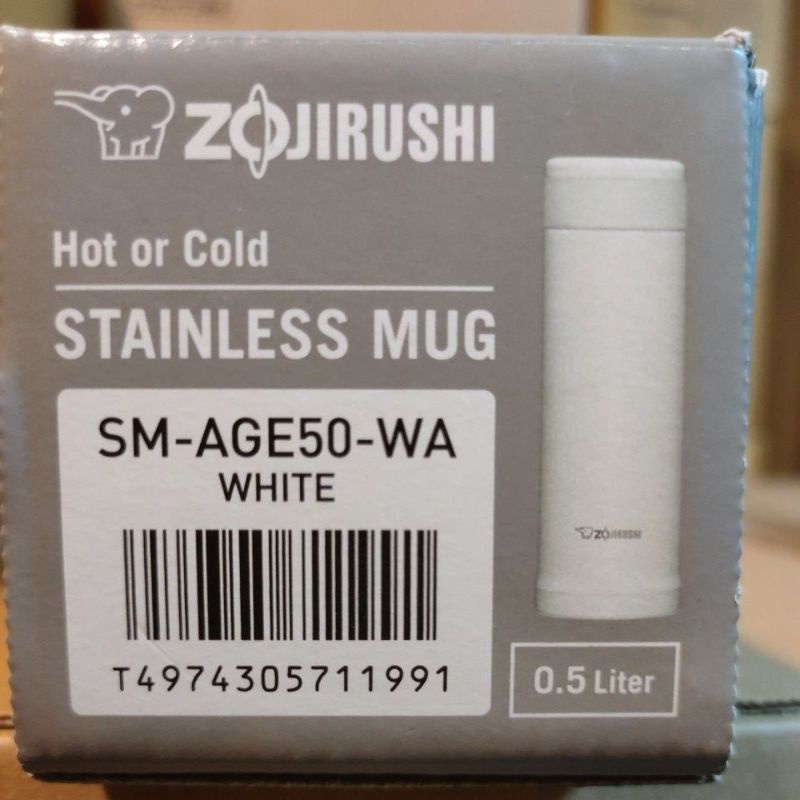 ZOJIRUSHI
Hot or Cold
STAINLESS MUG
SM-AGE50-WA
WHITE
T4974305711991
ZOJIRUSHI
0.5 Liter